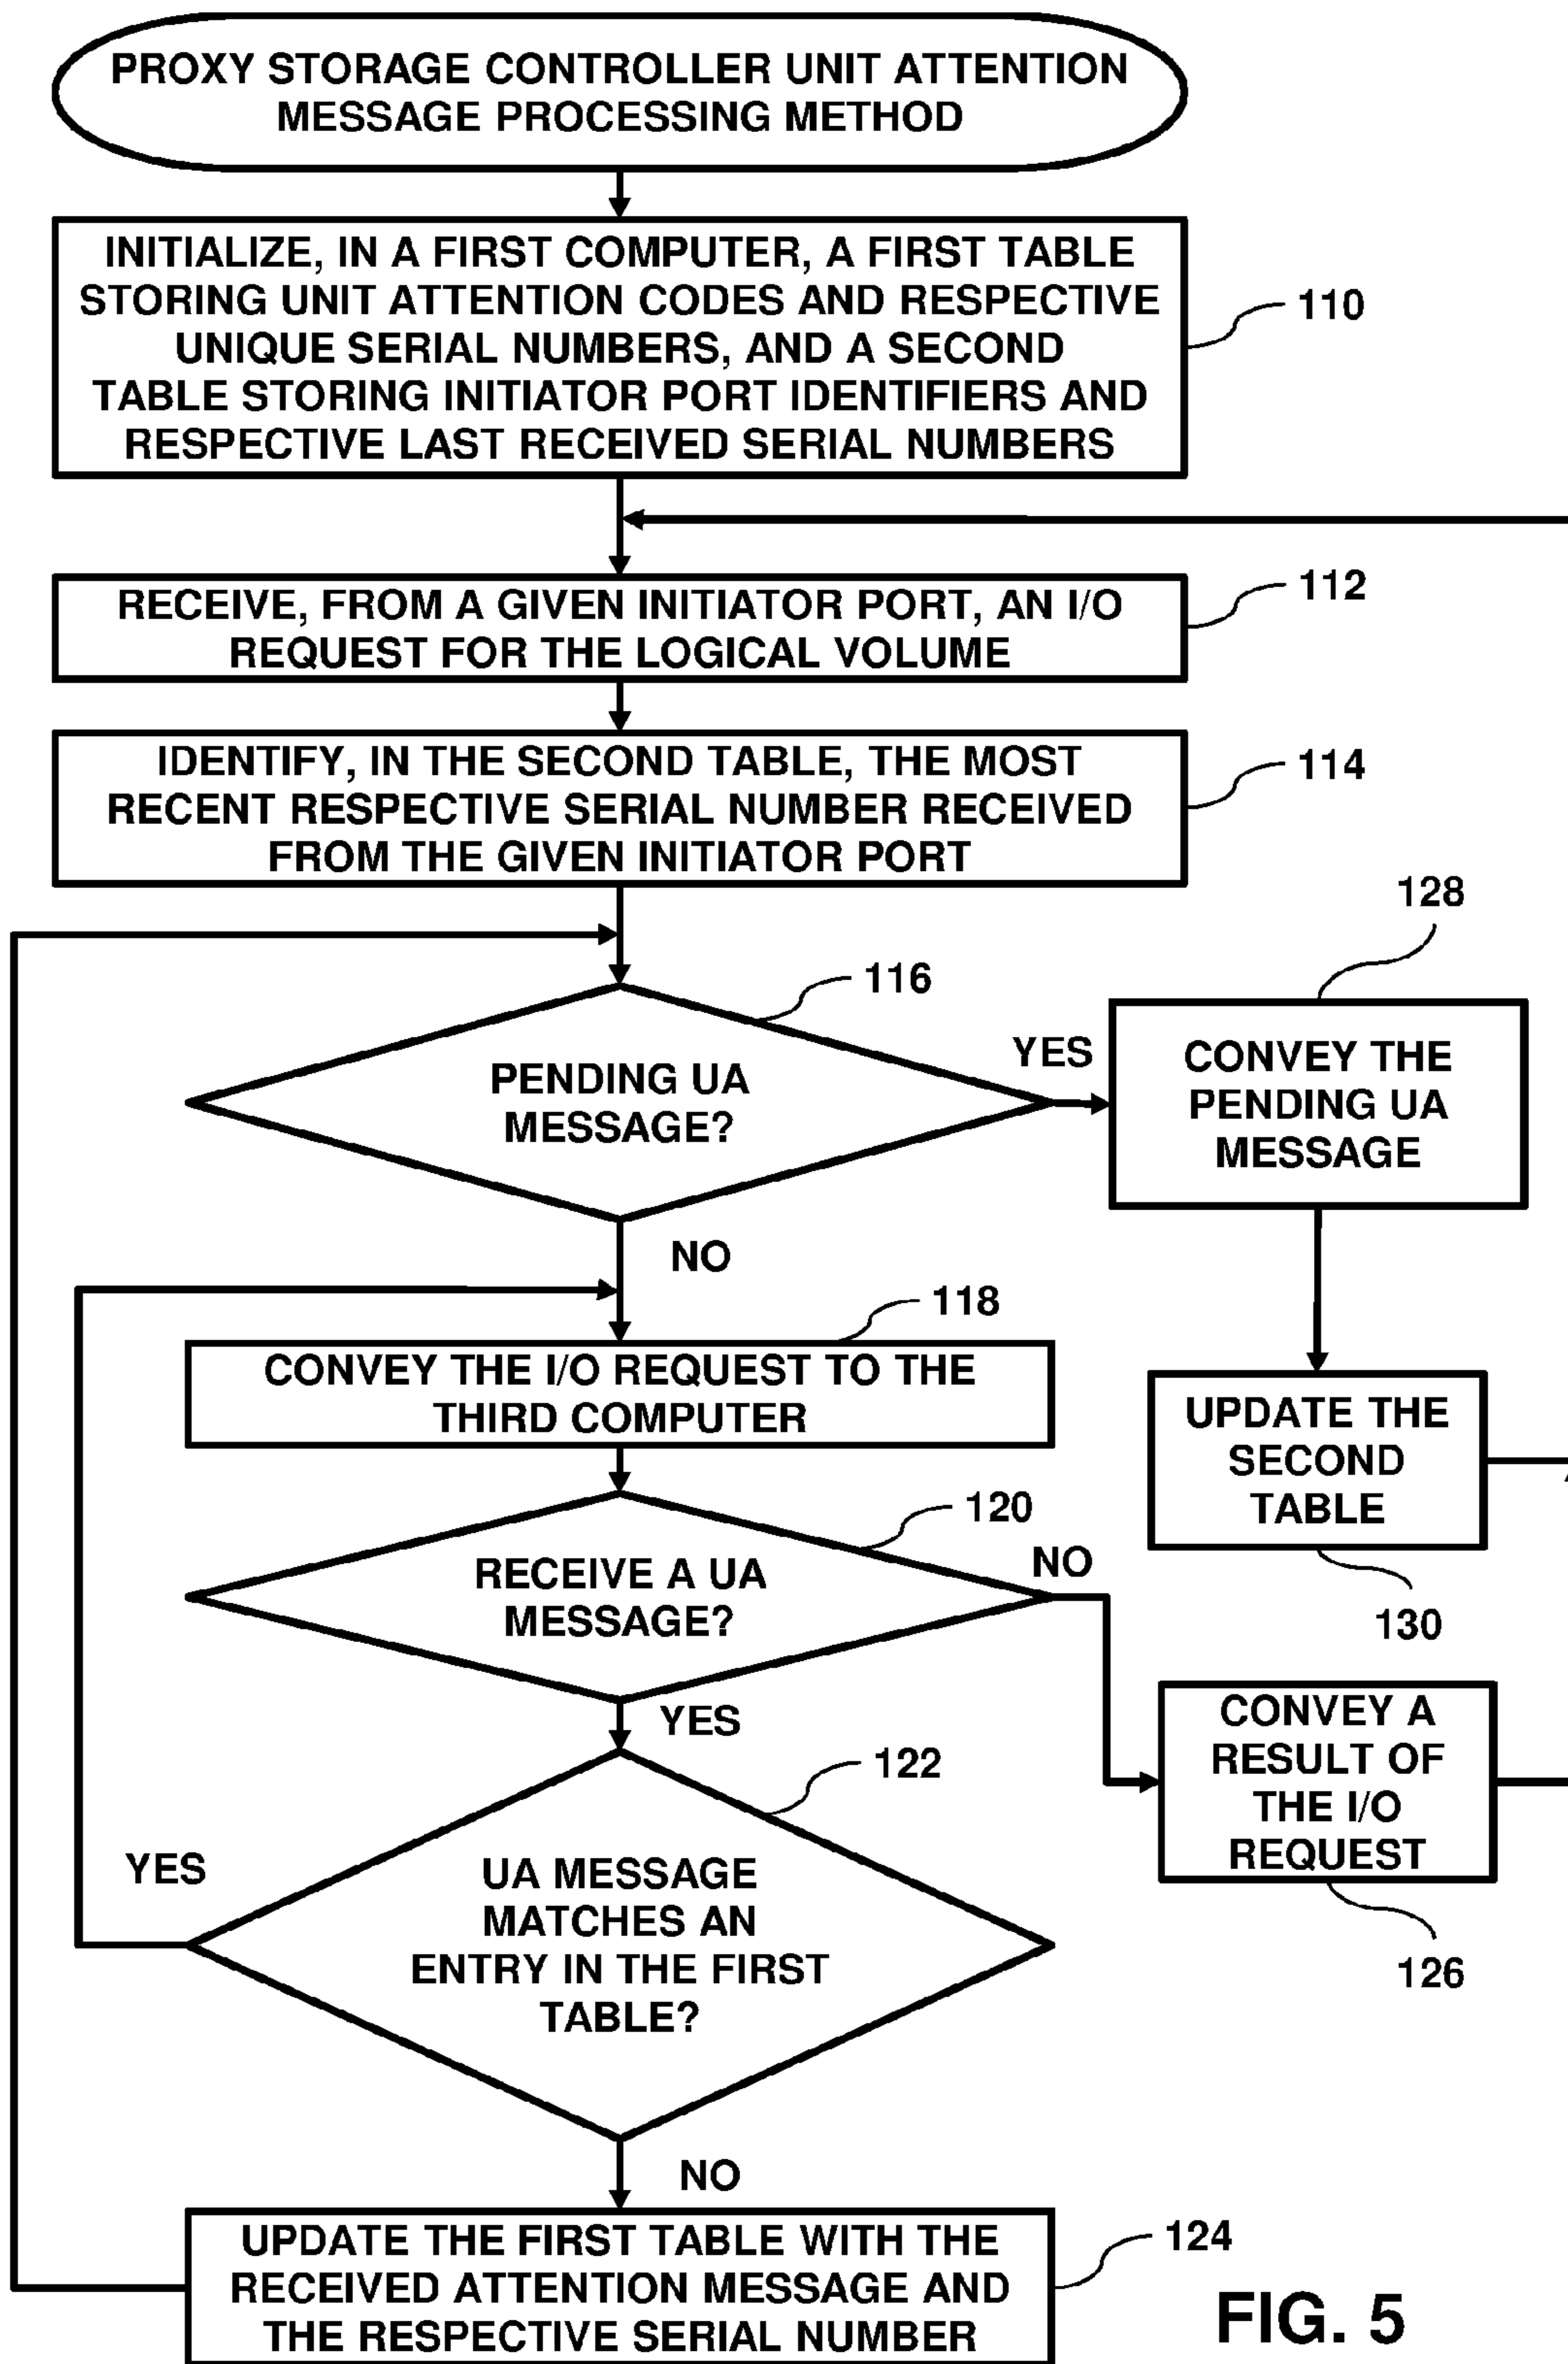 PROXY STORAGE CONTROLLER UNIT ATTENTION
MESSAGE PROCESSING METHOD
INITIALIZE, IN A FIRST COMPUTER, A FIRST TABLE
STORING UNIT ATTENTION CODES AND RESPECTIVE
UNIQUE SERIAL NUMBERS, AND A SECOND
TABLE STORING INITIATOR PORT IDENTIFIERS AND
RESPECTIVE LAST RECEIVED SERIAL NUMBERS
110
RECEIVE, FROM A GIVEN INITIATOR PORT, AN I/O
REQUEST FOR THE LOGICAL VOLUME
112
IDENTIFY, IN THE SECOND TABLE, THE MOST
RECENT RESPECTIVE SERIAL NUMBER RECEIVED
FROM THE GIVEN INITIATOR PORT
114
116
PENDING UA
MESSAGE?
YES
128
CONVEY THE
PENDING UA
MESSAGE
NO
118
CONVEY THE I/O REQUEST TO THE
THIRD COMPUTER
UPDATE THE
SECOND
TABLE
130
120
RECEIVE A UA
MESSAGE?
NO
YES
CONVEY A
RESULT OF
THE I/O
REQUEST
126
122
YES
UA MESSAGE
MATCHES AN
ENTRY IN THE FIRST
TABLE?
NO
UPDATE THE FIRST TABLE WITH THE
RECEIVED ATTENTION MESSAGE AND
THE RESPECTIVE SERIAL NUMBER
124
FIG. 5